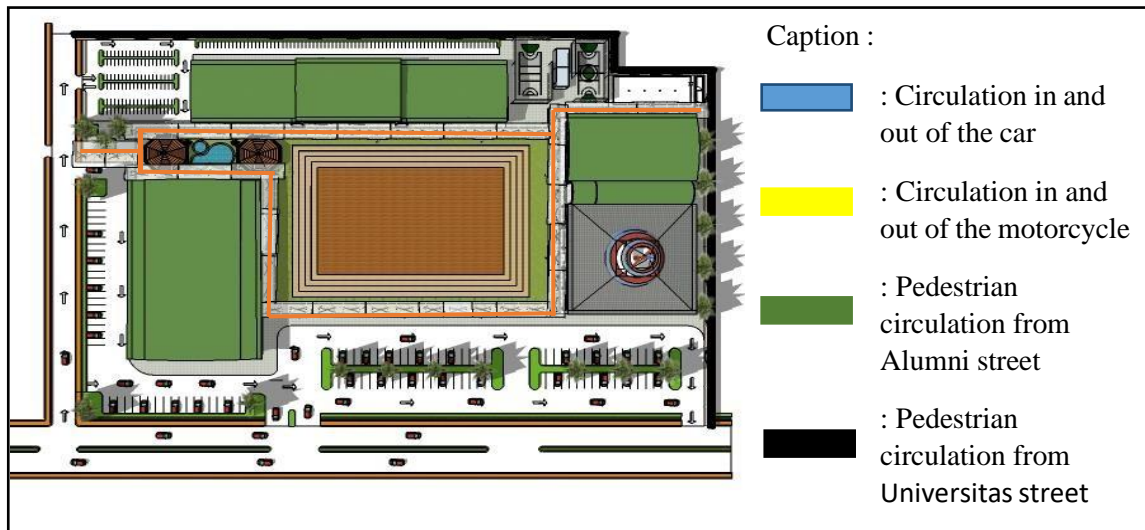 Caption :
: Circulation in and
out of the car
: Circulation in and
out of the motorcycle
: Pedestrian
circulation from
Alumni street
: Pedestrian
circulation from
Universitas street